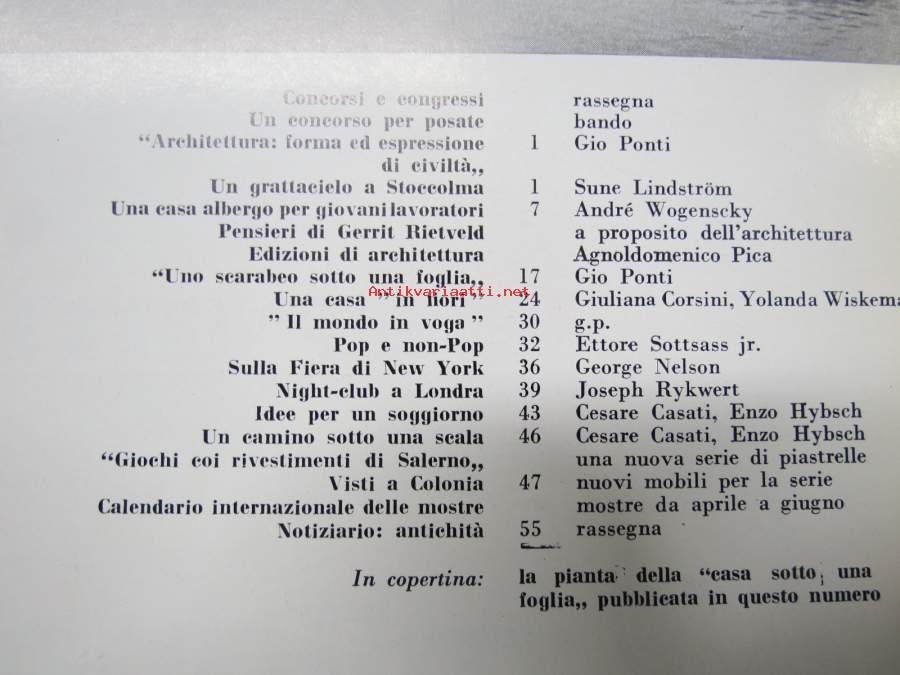 Concorsi e congressi rassegna
Un concorso per posate bando
“Architettura: forma ed espressione 1 Gio Ponti
di civiltà„
Un grattacielo a Stoccolma 1 Sune Lindström
Una casa albergo per giovani lavoratori 7 André Wogenscky
Pensieri di Gerrit Rietveld a proposito dell'architettura
Edizioni di architettura Agnoldomenico Pica
“Uno scarabeo sotto una foglia„ 17 Gio Ponti
Antikvariaatti.net
Una casa ”in fiori” 24 Giuliana Corsini, Yolanda Wiskema
”Il mondo in voga” 30 g.p.
Pop e non-Pop 32 Ettore Sottsass jr.
Sulla Fiera di New York 36 George Nelson
Night-club a Londra 39 Joseph Rykwert
Idee per un soggiorno 43 Cesare Casati, Enzo Hybsch
Un camino sotto una scala 46 Cesare Casati, Enzo Hybsch
“Giochi coi rivestimenti di Salerno„ una nuova serie di piastrelle
Visti a Colonia 47 nuovi mobili per la serie
Calendario internazionale delle mostre mostre da aprile a giugno
Notiziario: antichità 55 rassegna
In copertina: la pianta della “casa sotto una
foglia„ pubblicata in questo numero